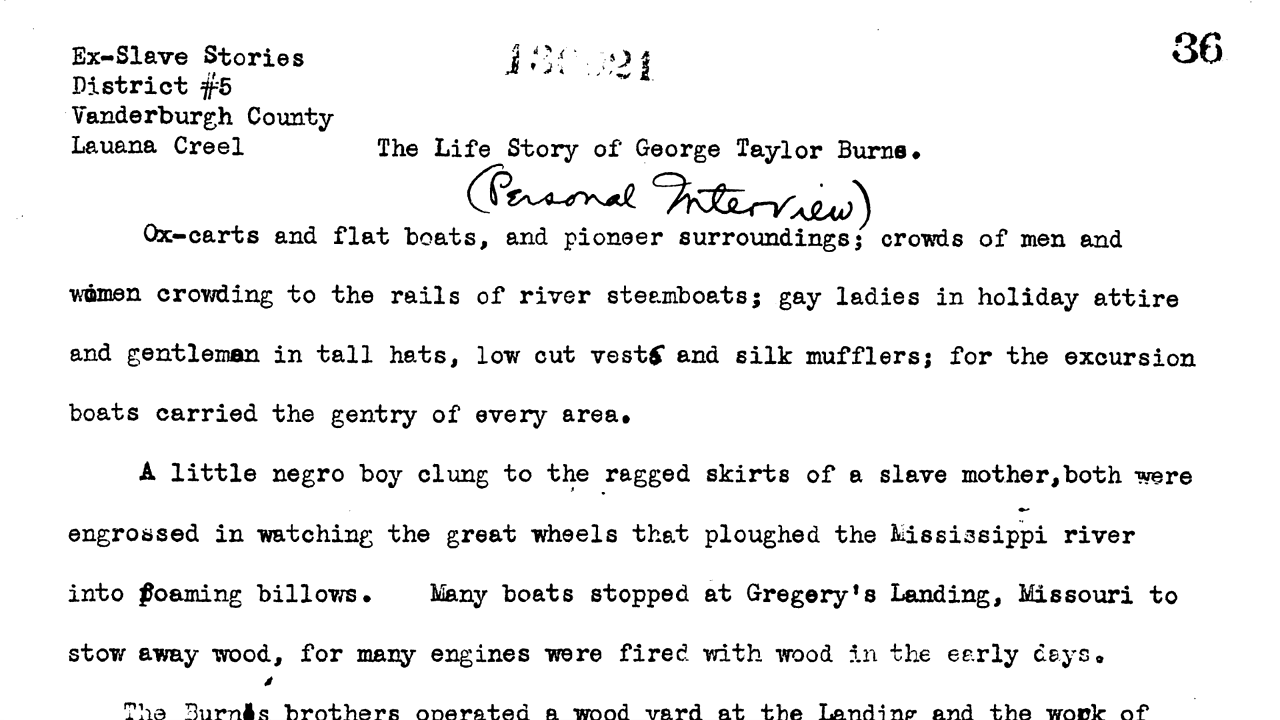 Ex-Slave Stories
36
District #5
Vanderburgh County
Lauana Creel
The Life Story of George Taylor Burns.
(Personal Interview)
Ox-carts and flat boats, and pioneer surroundings; crowds of men and
women crowding to the rails of river steamboats; gay ladies in holiday attire
and gentlemen in tall hats, low cut vests and silk mufflers; for the excursion
boats carried the gentry of every area.
A little negro boy clung to the ragged skirts of a slave mother,both were
engrossed in watching the great wheels that ploughed the Mississippi river
into foaming billows. Many boats stopped at Gregery's Landing, Missouri to
stow away wood, for many engines were fired with wood in the early days.
The brothers operated a wood yard at the Landing and the work of